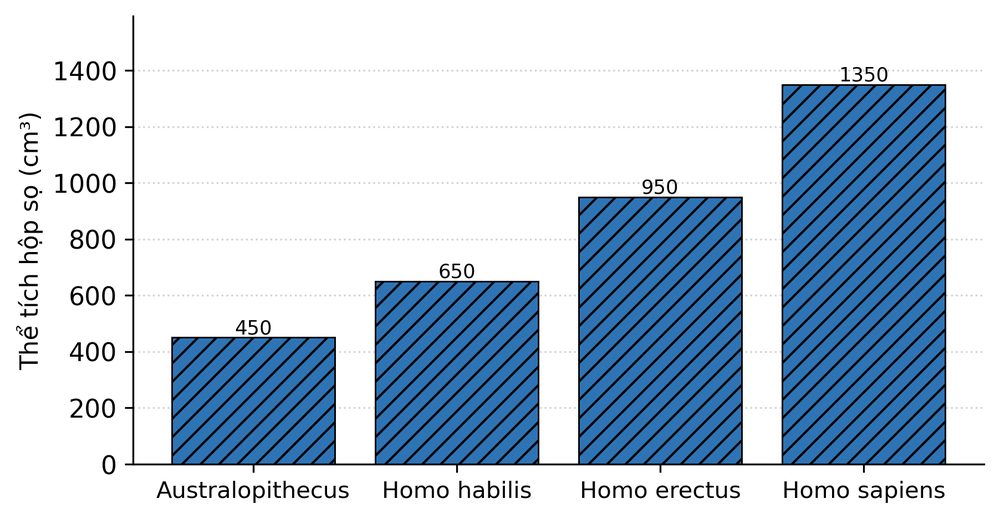 Thể tích hộp sọ (cm³)
1400
1200
1000
800
600
400
200
0
450
650
950
1350
Australopithecus
Homo habilis
Homo erectus
Homo sapiens